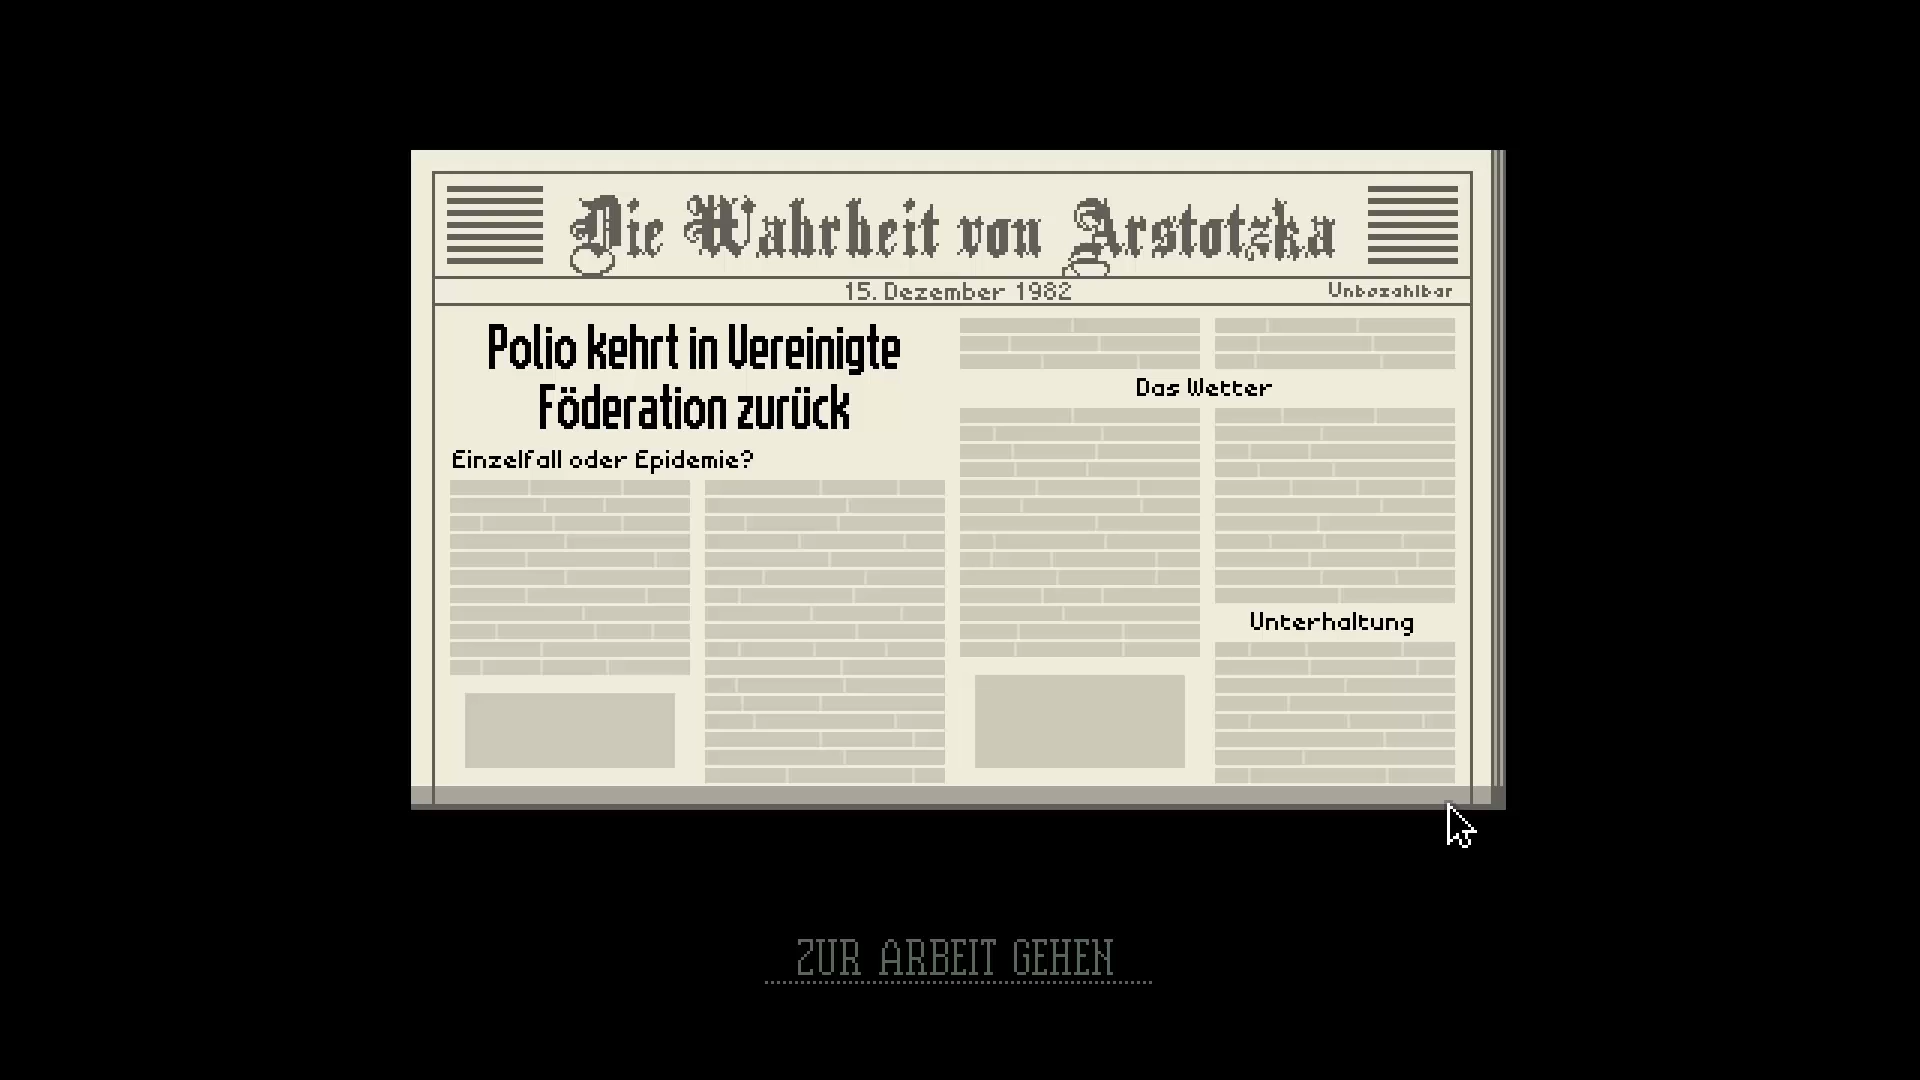 Die Wahrheit von Arstotzka
15. Dezember 1982
Unbezahlbar
Polio kehrt in Vereinigte
Föderation zurück
Einzelfall oder Epidemie?
Das Wetter
Unterhaltung
ZUR ARBEIT GEHEN